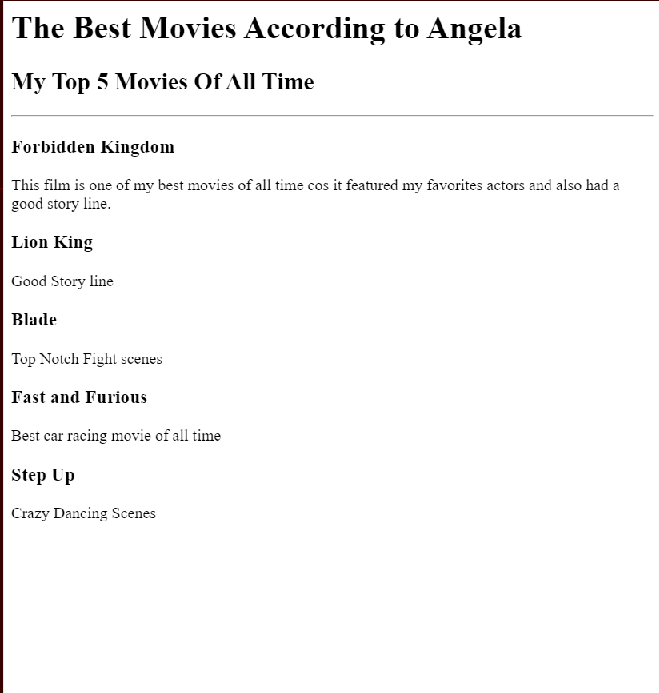 The Best Movies According to Angela
My Top 5 Movies Of All Time
Forbidden Kingdom
This film is one of my best movies of all time cos it featured my favorites actors and also had a
good story line.
Lion King
Good Story line
Blade
Top Notch Fight scenes
Fast and Furious
Best car racing movie of all time
Step Up
Crazy Dancing Scenes